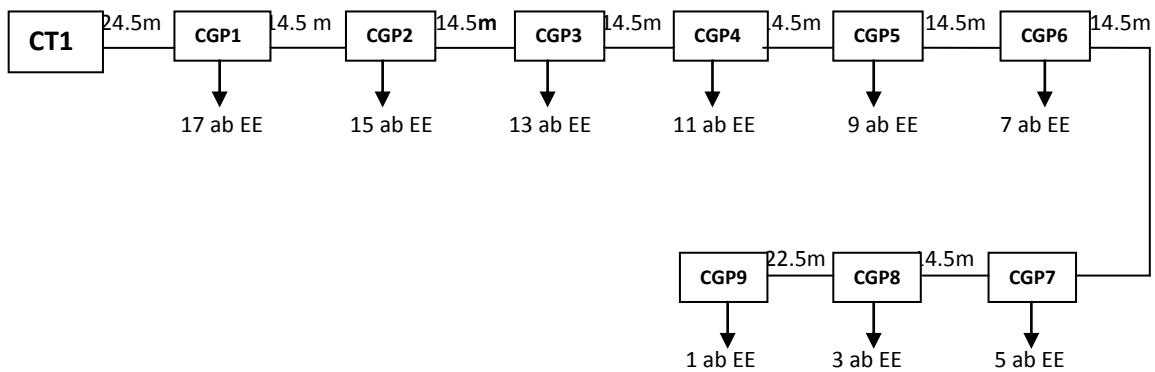 CT1 24.5m CGP1 14.5 m CGP2 14.5m CGP3 14.5m CGP4 14.5m CGP5 14.5m CGP6 14.5m
17 ab EE 15 ab EE 13 ab EE 11 ab EE 9 ab EE 7 ab EE
CGP9 22.5m CGP8 14.5m CGP7
1 ab EE 3 ab EE 5 ab EE